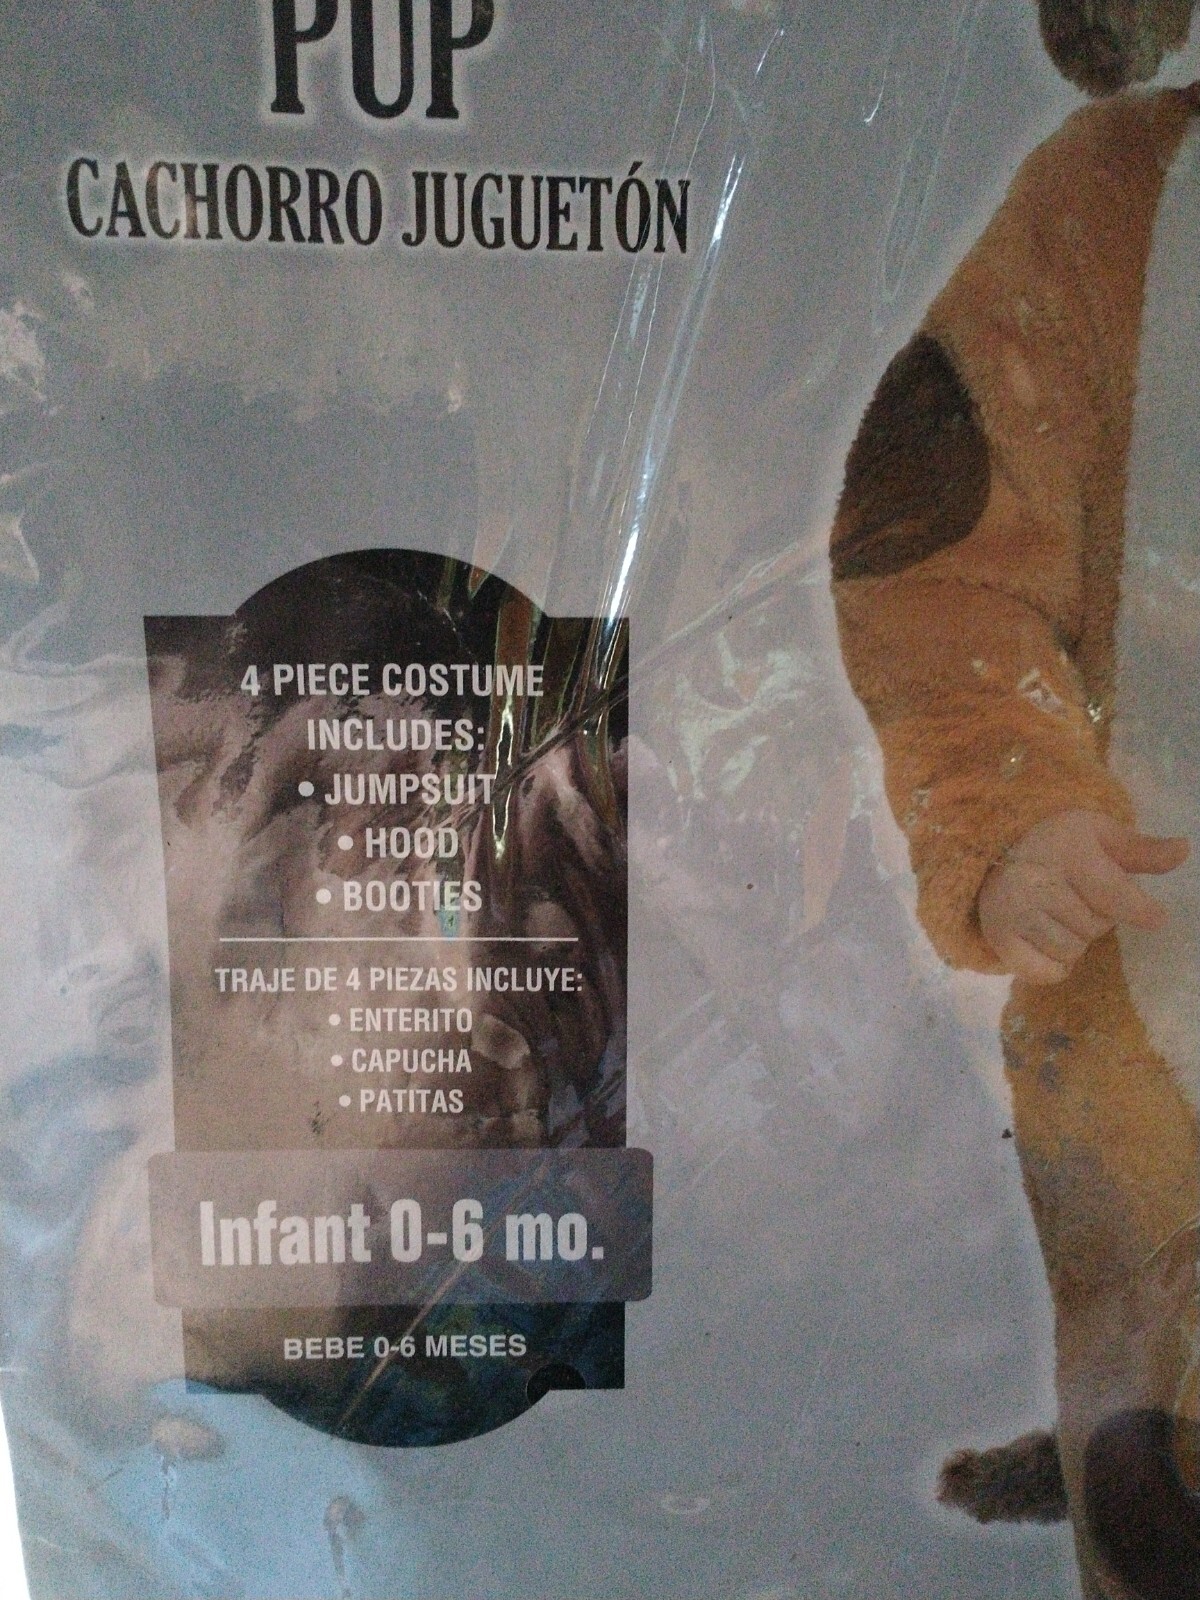 PUP
CACHORRO JUGUETÓN
4 PIECE COSTUME
INCLUDES:
• JUMPSUIT
• HOOD
• BOOTIES
TRAJE DE 4 PIEZAS INCLUYE:
• ENTERITO
• CAPUCHA
• PATITAS
Infant 0-6 mo.
BEBE 0-6 MESES